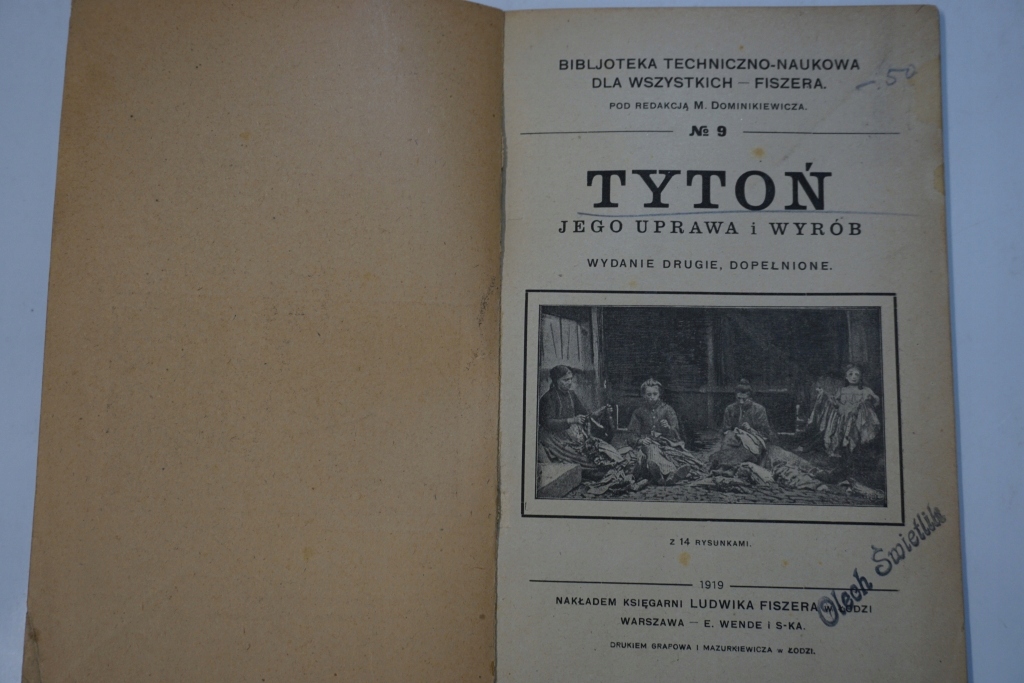 BIBLJOTEKA TECHNICZNO-NAUKOWA
DLA WSZYSTKICH — FISZERA.
POD REDAKCJĄ M. DOMINIKIEWICZA.
№ 9
—.50
TYTOŃ
JEGO UPRAWA i WYRÓB
WYDANIE DRUGIE, DOPEŁNIONE.
Z 14 RYSUNKAMI.
1919
NAKŁADEM KSIĘGARNI LUDWIKA FISZERA w ŁODZI
WARSZAWA — E. WENDE i S-KA.
DRUKIEM GRAFOWA I MAZURKIEWICZA w ŁODZI.
Olech Świetlik